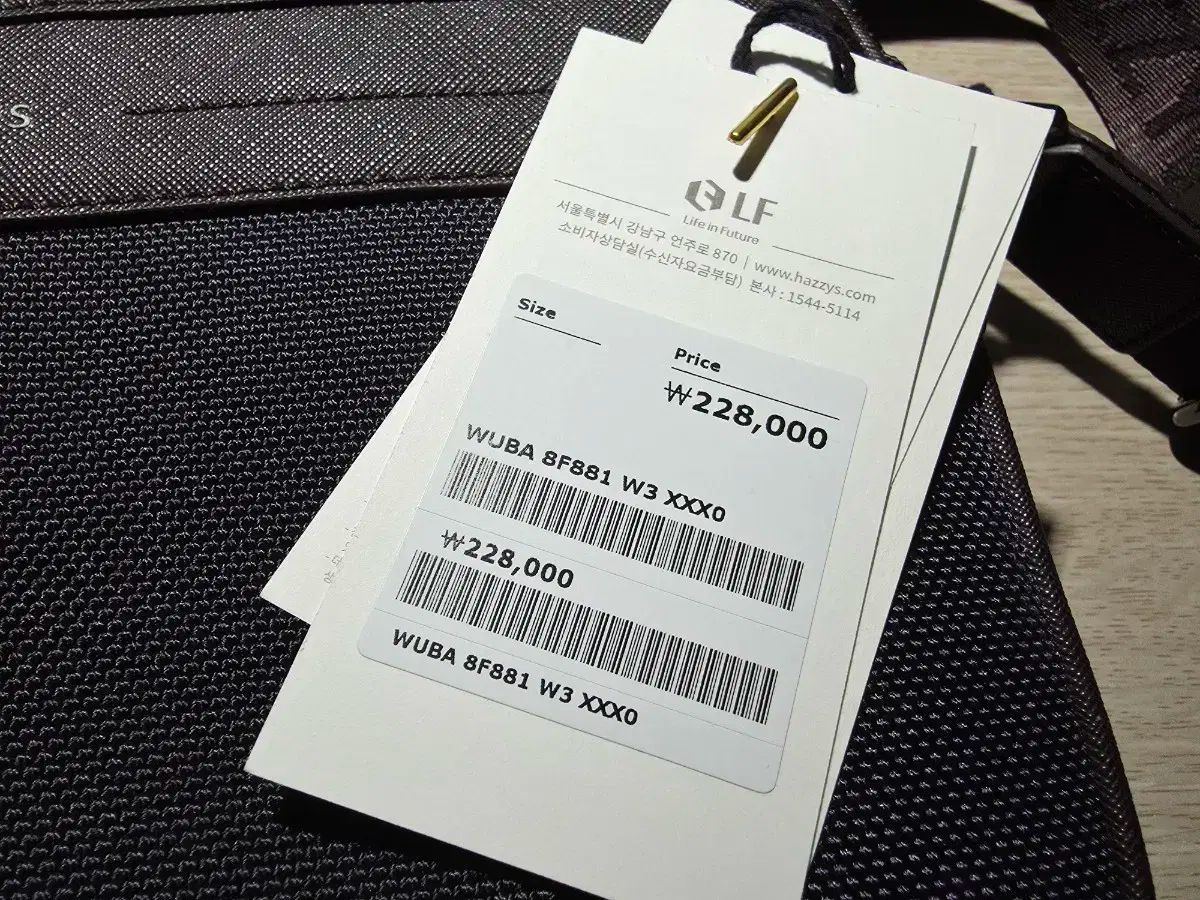 S
LF
Life in Future
서울특별시 강남구 언주로 870 | www.hazzys.com
소비자상담실(수신자요금부담) 본사 : 1544-5114
Size
Price
₩228,000
WUBA 8F881 W3 XXX0
₩228,000
WUBA 8F881 W3 XXX0